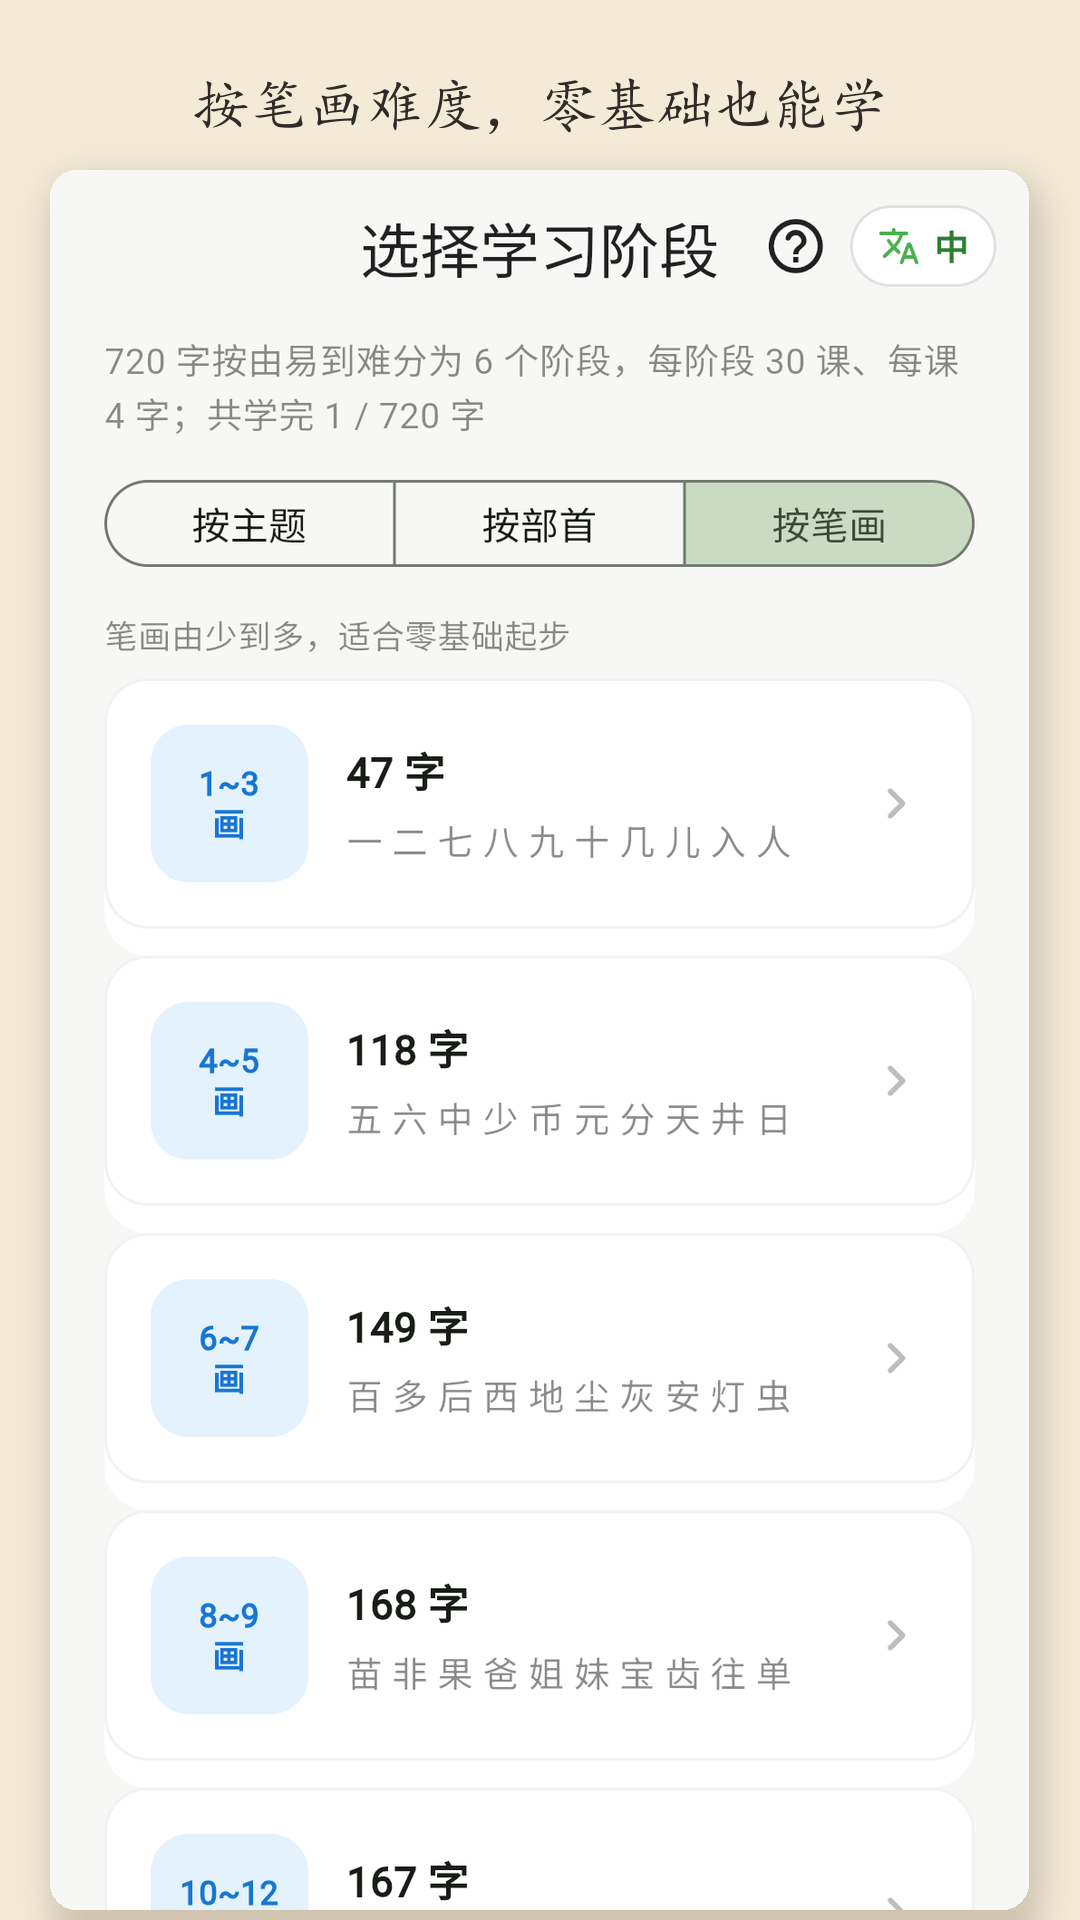 按笔画难度，零基础也能学
选择学习阶段
中
720 字按由易到难分为 6 个阶段，每阶段 30 课、每课
4 字；共学完 1 / 720 字
按主题
按部首
按笔画
笔画由少到多，适合零基础起步
1~3
画
47 字
一 二 七 八 九 十 几 儿 入 人
4~5
画
118 字
五 六 中 少 币 元 分 天 井 日
6~7
画
149 字
百 多 后 西 地 尘 灰 安 灯 虫
8~9
画
168 字
苗 非 果 爸 姐 妹 宝 齿 往 单
10~12
167 字